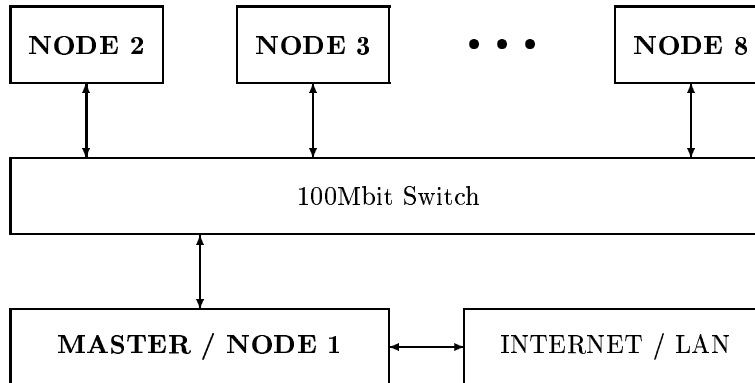 NODE 2
NODE 3
• • •
NODE 8
100Mbit Switch
MASTER / NODE 1
INTERNET / LAN